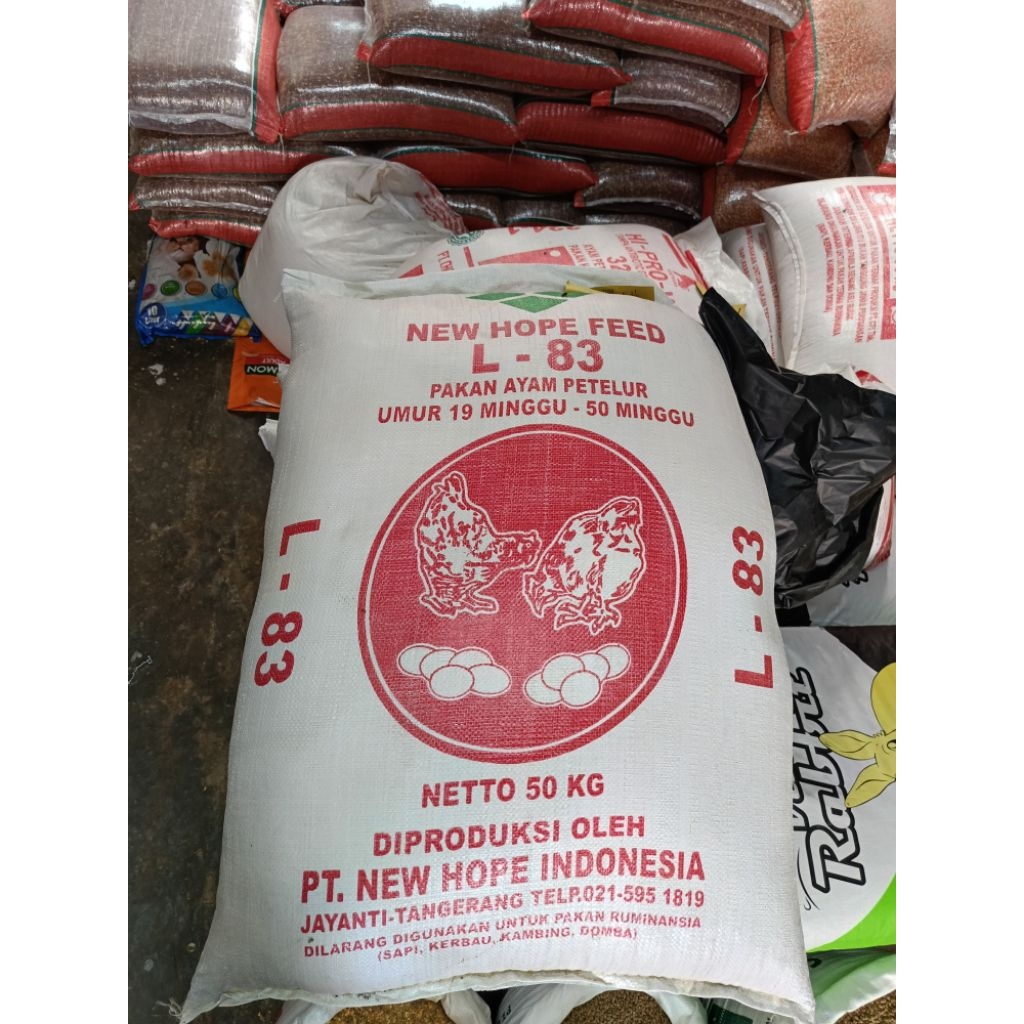 NEW HOPE FEED
L - 83
PAKAN AYAM PETELUR
UMUR 19 MINGGU - 50 MINGGU
L - 83
L - 83
NETTO 50 KG
DIPRODUKSI OLEH
PT. NEW HOPE INDONESIA
JAYANTI-TANGERANG TELP.021-595 1819
DILARANG DIGUNAKAN UNTUK PAKAN RUMINANSIA
(SAPI, KERBAU, KAMBING, DOMBA)
HI-PRO